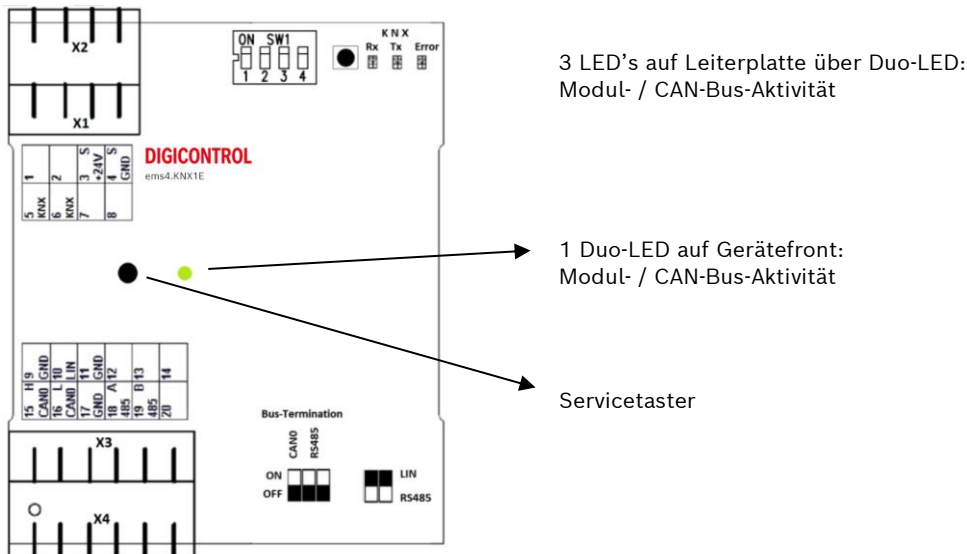 X2
X1
ON SW1
1 2 3 4
KNX
Rx Tx Error
3 LED's auf Leiterplatte über Duo-LED:
Modul- / CAN-Bus-Aktivität
DIGICONTROL
ems4.KNX1E
1
2
3 S +24V
4 S GND
5 KNX
6 KNX
7
8
1 Duo-LED auf Gerätefront:
Modul- / CAN-Bus-Aktivität
Servicetaster
9 GND
10 LIN
11 GND
12
13
14
15 H CAN0
16 L CAN0
17 GND
18 A 485
19 B 485
20
Bus-Termination
CAN0
RS485
ON
OFF
LIN
RS485
X3
X4